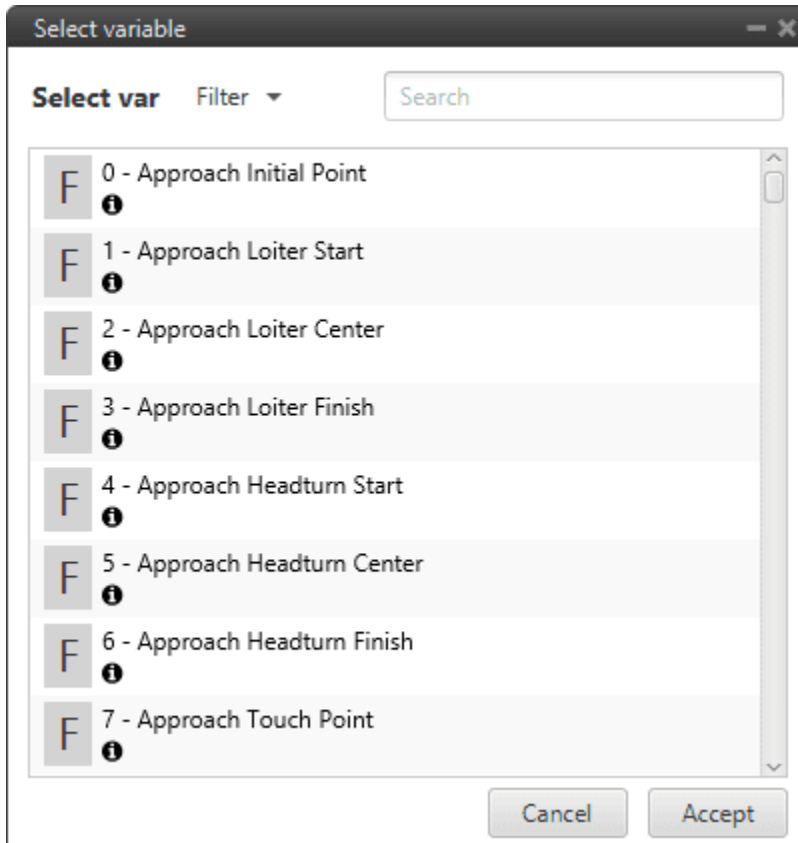 Select variable
Select var Filter Search
F 0 - Approach Initial Point
F 1 - Approach Loiter Start
F 2 - Approach Loiter Center
F 3 - Approach Loiter Finish
F 4 - Approach Headturn Start
F 5 - Approach Headturn Center
F 6 - Approach Headturn Finish
F 7 - Approach Touch Point
Cancel Accept